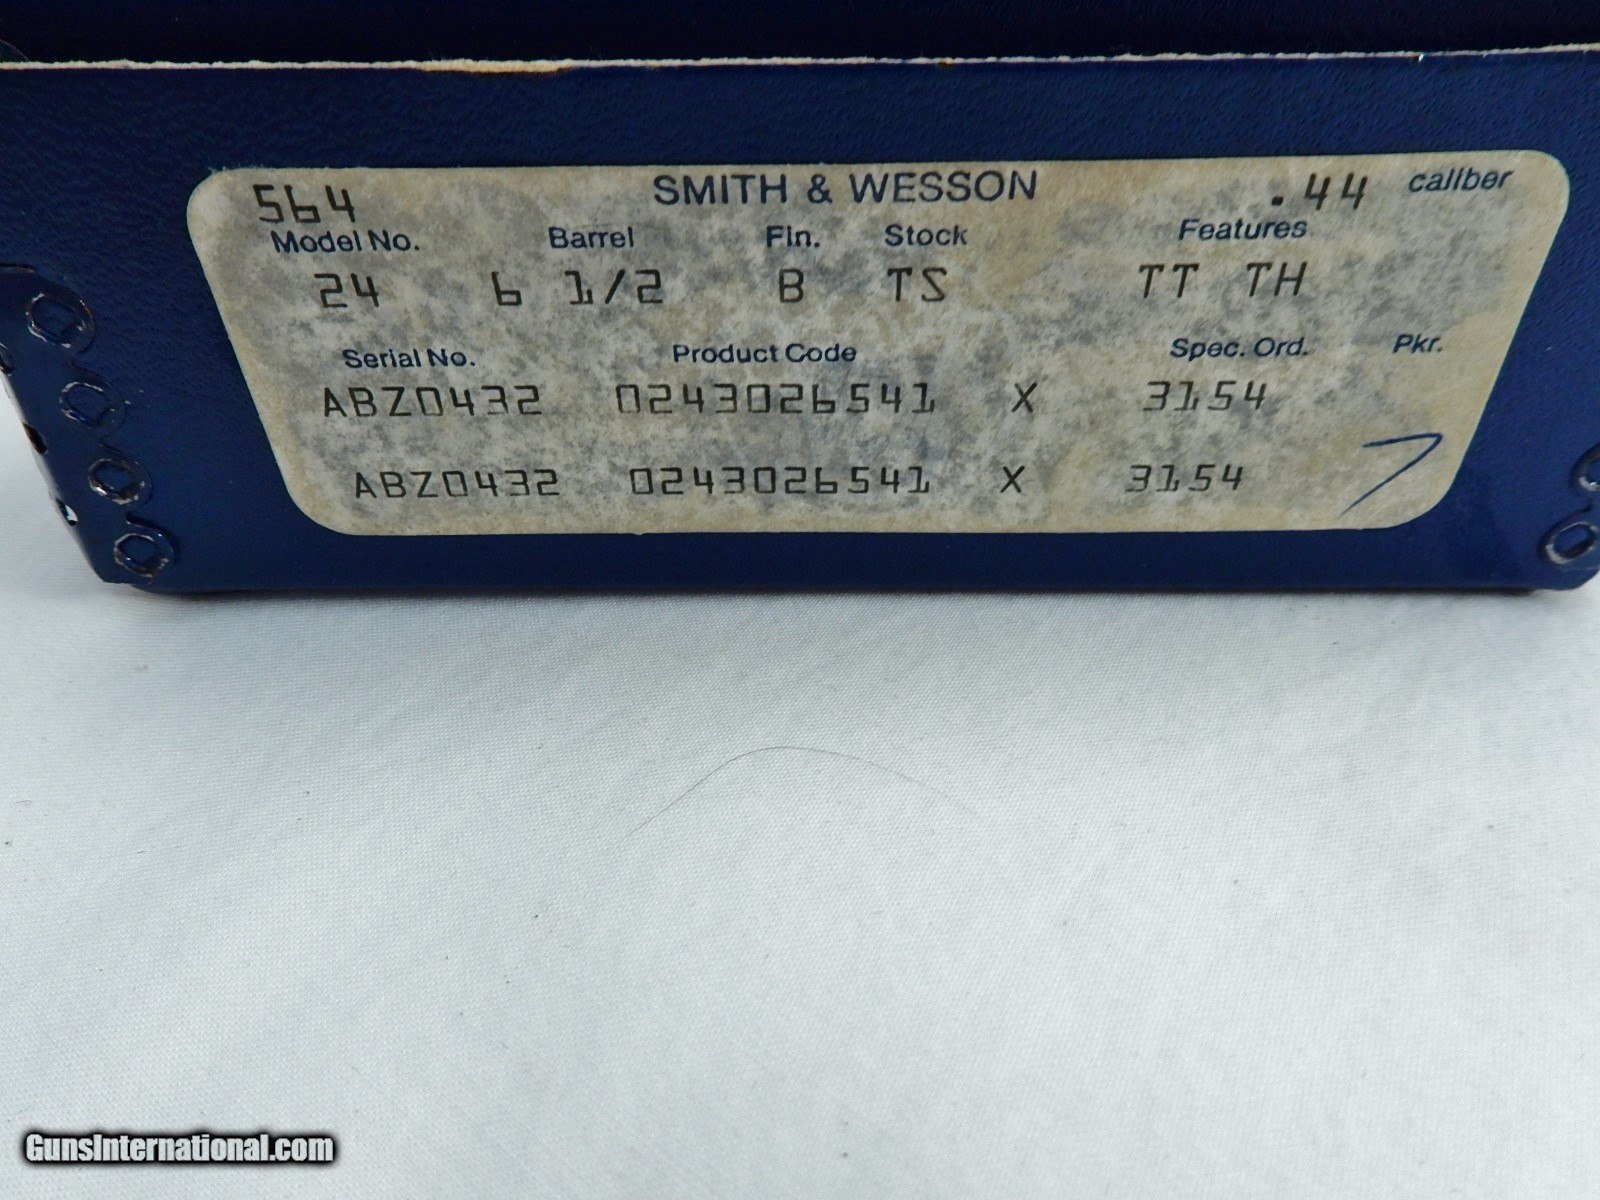 564 SMITH & WESSON .44 caliber
Model No. Barrel Fin. Stock Features
24 6 1/2 B TS TT TH
Serial No. Product Code Spec. Ord. Pkr.
ABZ0432 0243026541 X 3154
ABZ0432 0243026541 X 3154
7
GunsInternational.com